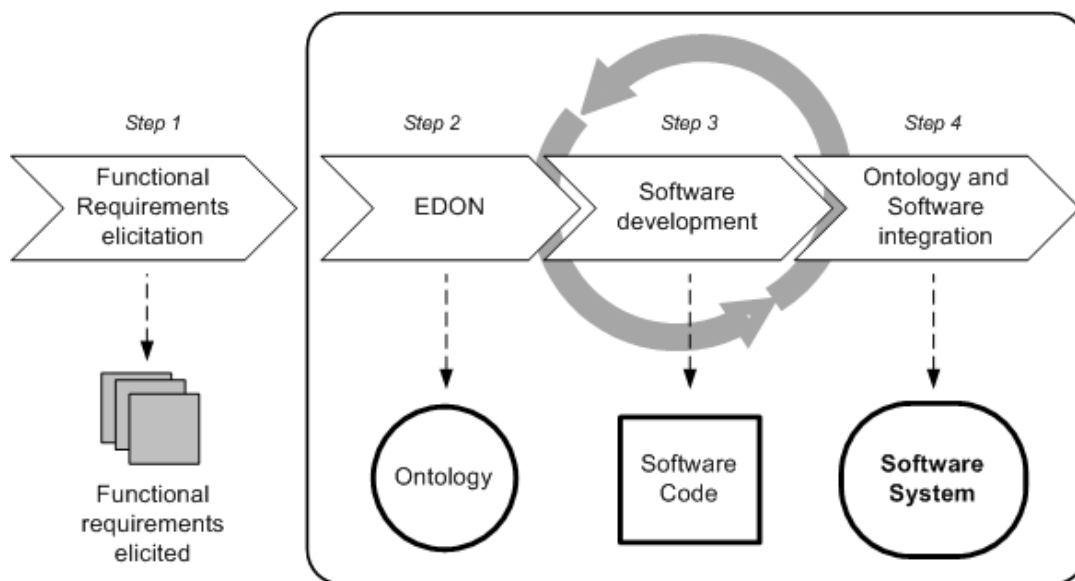 Step 1
Step 2
Step 3
Step 4
Functional
Requirements
elicitation
EDON
Software
development
Ontology and
Software
integration
Functional
requirements
elicited
Ontology
Software
Code
Software
System